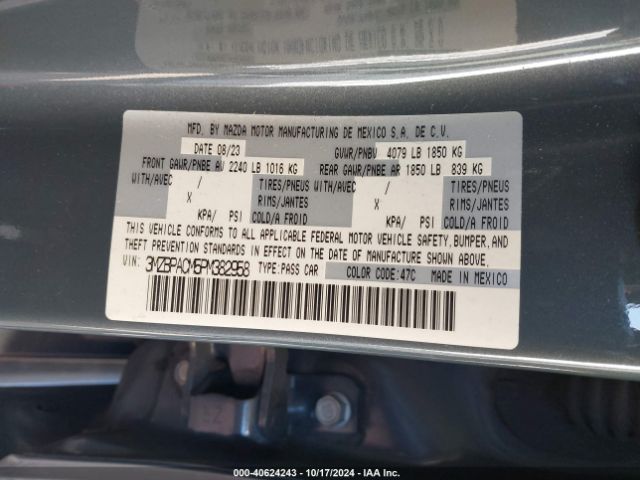 MFD. BY MAZDA MOTOR MANUFACTURING DE MEXICO S.A. DE C.V.
DATE 08/23 GVWR/PNBV 4079 LB 1850 KG
FRONT GAWR/PNBE AV 2240 LB 1016 KG REAR GAWR/PNBE AR 1850 LB 839 KG
WITH/AVEC / TIRES/PNEUS WITH/AVEC / TIRES/PNEUS
X RIMS/JANTES X RIMS/JANTES
KPA/ PSI COLD/A FROID KPA/ PSI COLD/A FROID
THIS VEHICLE CONFORMS TO ALL APPLICABLE FEDERAL MOTOR VEHICLE SAFETY, BUMPER, AND
THEFT PREVENTION STANDARDS IN EFFECT ON THE DATE OF MANUFACTURE SHOWN ABOVE.
VIN: 3MZBPACM5PM382958 TYPE: PASS CAR COLOR CODE: 47C MADE IN MEXICO
000-40624243 - 10/17/2024 - IAA Inc.